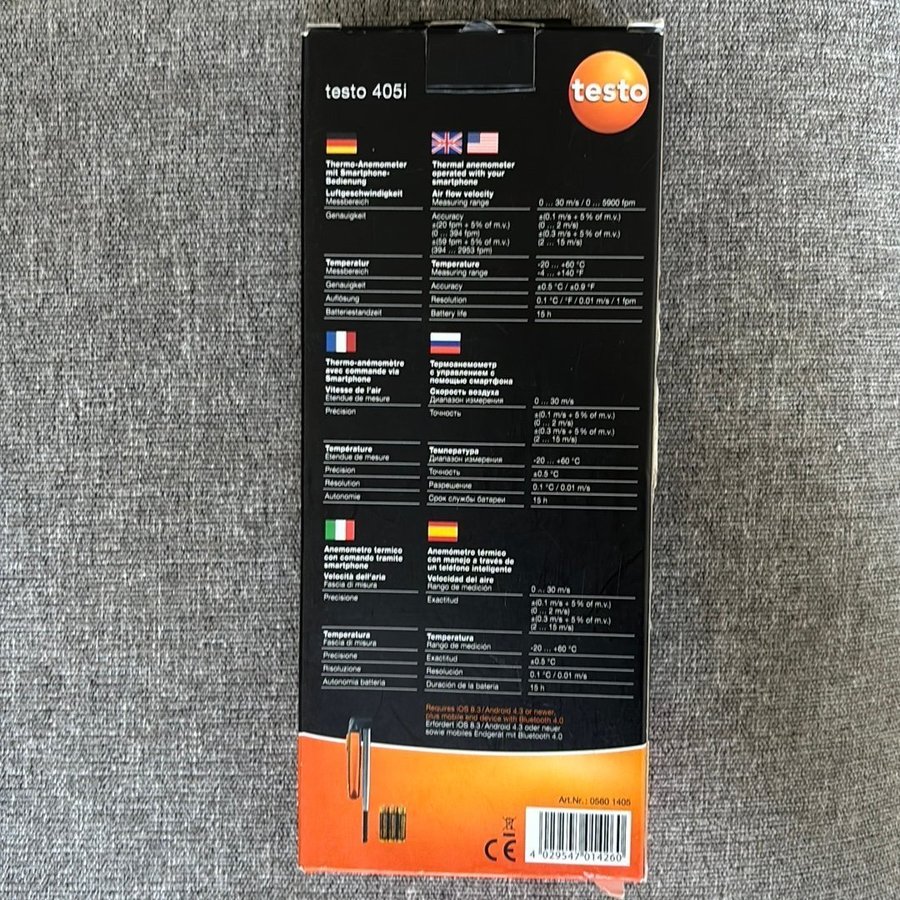 testo 405i
testo
Thermo-Anemometer
mit Smartphone-
Bedienung
Luftgeschwindigkeit
Messbereich
Genauigkeit
Temperatur
Messbereich
Genauigkeit
Auflösung
Batteriestandzeit
Thermal anemometer
operated with your
smartphone
Air flow velocity
Measuring range
0 ... 30 m/s / 0 ... 5900 fpm
Accuracy
±(20 fpm + 5% of m.v.)
(0 ... 394 fpm)
±(59 fpm + 5% of m.v.)
(394 ... 2953 fpm)
±(0.1 m/s + 5 % of m.v.)
(0 ... 2 m/s)
±(0.3 m/s + 5 % of m.v.)
(2 ... 15 m/s)
Temperature
Measuring range
-20 ... +60 °C
-4 ... +140 °F
Accuracy
±0.5 °C / ±0.9 °F
Resolution
0.1 °C / °F / 0.01 m/s / 1 fpm
Battery life
15 h
Thermo-anémomètre
avec commande via
Smartphone
Vitesse de l'air
Étendue de mesure
Précision
Température
Étendue de mesure
Précision
Résolution
Autonomie
Термоанемометр
с управлением с
помощью смартфона
Скорость воздуха
Диапазон измерения
0 ... 30 m/s
Точность
±(0.1 m/s + 5 % of m.v.)
(0 ... 2 m/s)
±(0.3 m/s + 5 % of m.v.)
(2 ... 15 m/s)
Температура
Диапазон измерения
-20 ... +60 °C
Точность
±0.5 °C
Разрешение
0.1 °C / 0.01 m/s
Срок службы батареи
15 h
Anemometro termico
con comando tramite
smartphone
Velocità dell'aria
Fascia di misura
Precisione
Temperatura
Fascia di misura
Precisione
Risoluzione
Autonomia batteria
Anemómetro térmico
con manejo a través de
un teléfono inteligente
Velocidad del aire
Rango de medición
0 ... 30 m/s
Exactitud
±(0.1 m/s + 5 % of m.v.)
(0 ... 2 m/s)
±(0.3 m/s + 5 % of m.v.)
(2 ... 15 m/s)
Temperatura
Rango de medición
-20 ... +60 °C
Exactitud
±0.5 °C
Resolución
0.1 °C / 0.01 m/s
Duración de la batería
15 h
Requires iOS 8.3/Android 4.3 or newer,
plus mobile end device with Bluetooth 4.0
Erfordert iOS 8.3/Android 4.3 oder neuer
sowie mobiles Endgerät mit Bluetooth 4.0
Art.Nr.: 0560 1405
CE
4 029547 014260